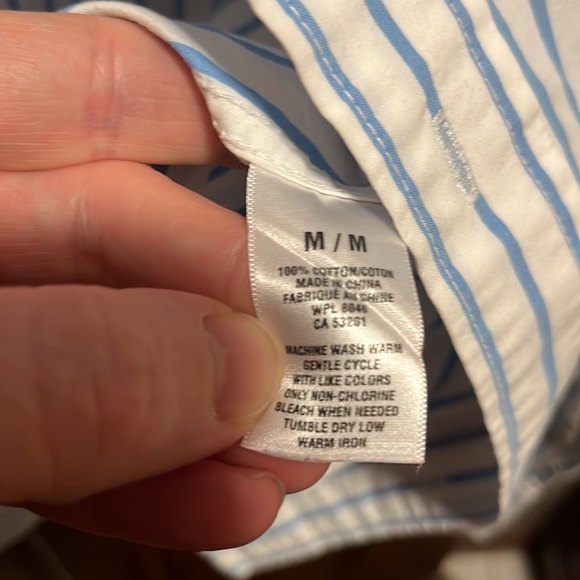 M / M
100% COTTON/COTON
MADE IN CHINA
FABRIQUÉ AU CHINE
WPL 8046
CA 53201
MACHINE WASH WARM
GENTLE CYCLE
WITH LIKE COLORS
ONLY NON-CHLORINE
BLEACH WHEN NEEDED
TUMBLE DRY LOW
WARM IRON